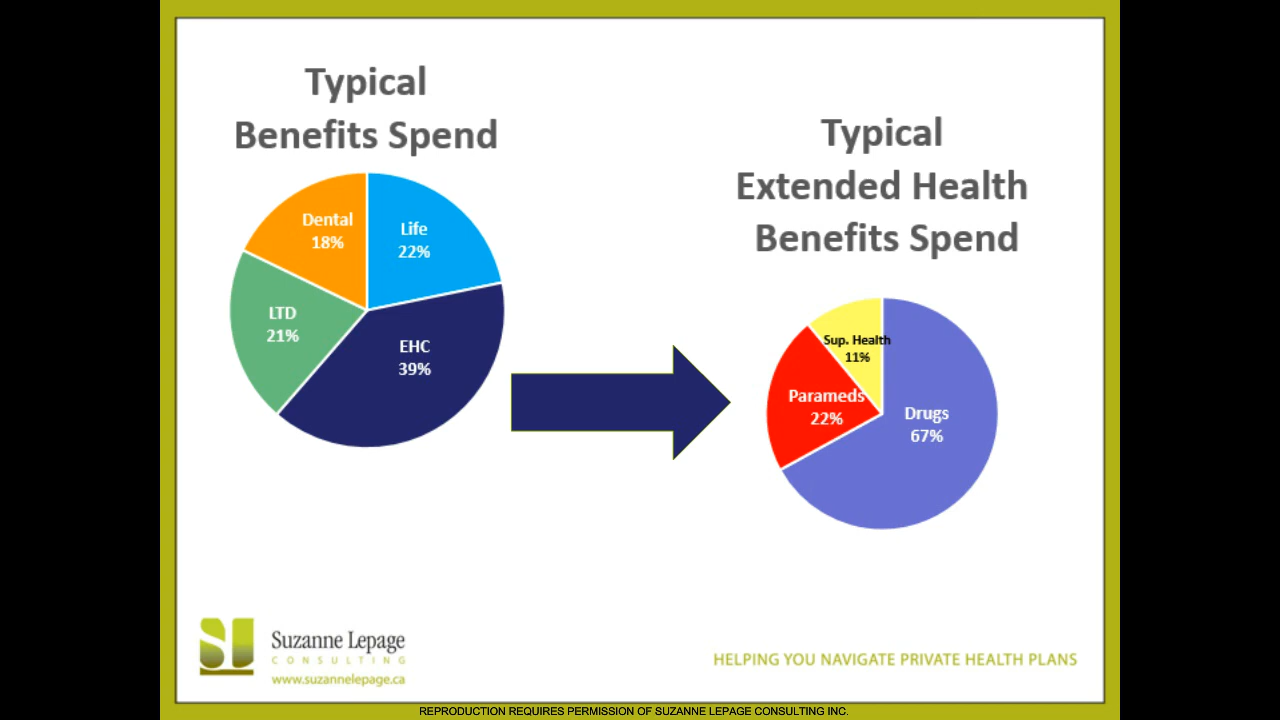 Typical
Benefits Spend
Dental
18%
Life
22%
LTD
21%
EHC
39%
Typical
Extended Health
Benefits Spend
Sup. Health
11%
Parameds
22%
Drugs
67%
SL
Suzanne Lepage
CONSULTING
www.suzannelepage.ca
HELPING YOU NAVIGATE PRIVATE HEALTH PLANS
REPRODUCTION REQUIRES PERMISSION OF SUZANNE LEPAGE CONSULTING INC.